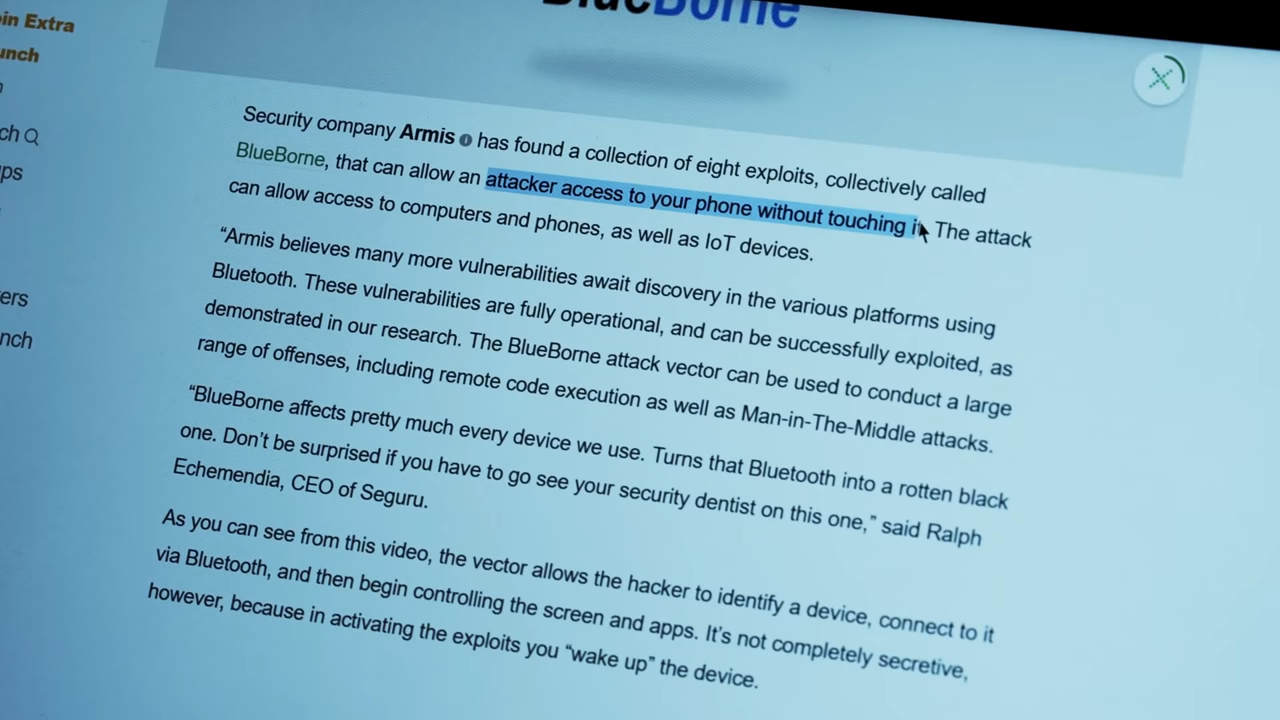 BlueBorne
in Extra
unch
ch
ps
ers
nch
Security company Armis has found a collection of eight exploits, collectively called
BlueBorne, that can allow an attacker access to your phone without touching it. The attack
can allow access to computers and phones, as well as IoT devices.
“Armis believes many more vulnerabilities await discovery in the various platforms using
Bluetooth. These vulnerabilities are fully operational, and can be successfully exploited, as
demonstrated in our research. The BlueBorne attack vector can be used to conduct a large
range of offenses, including remote code execution as well as Man-in-The-Middle attacks.
“BlueBorne affects pretty much every device we use. Turns that Bluetooth into a rotten black
one. Don’t be surprised if you have to go see your security dentist on this one,” said Ralph
Echemendia, CEO of Seguru.
As you can see from this video, the vector allows the hacker to identify a device, connect to it
via Bluetooth, and then begin controlling the screen and apps. It’s not completely secretive,
however, because in activating the exploits you “wake up” the device.